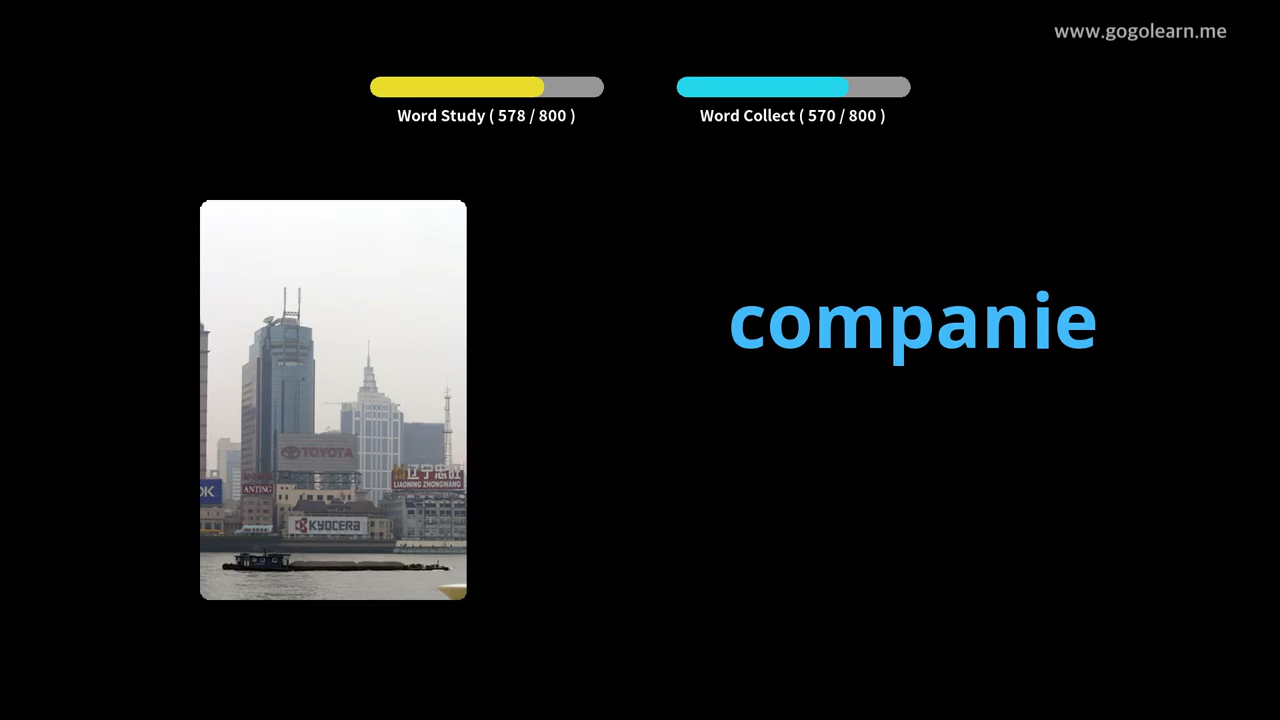 www.gogolearn.me
Word Study ( 578 / 800 )
Word Collect ( 570 / 800 )
companie
TOYOTA
辽宁忠旺
LIAONING ZHONGWANG
OK
ANTING
KYOCERA